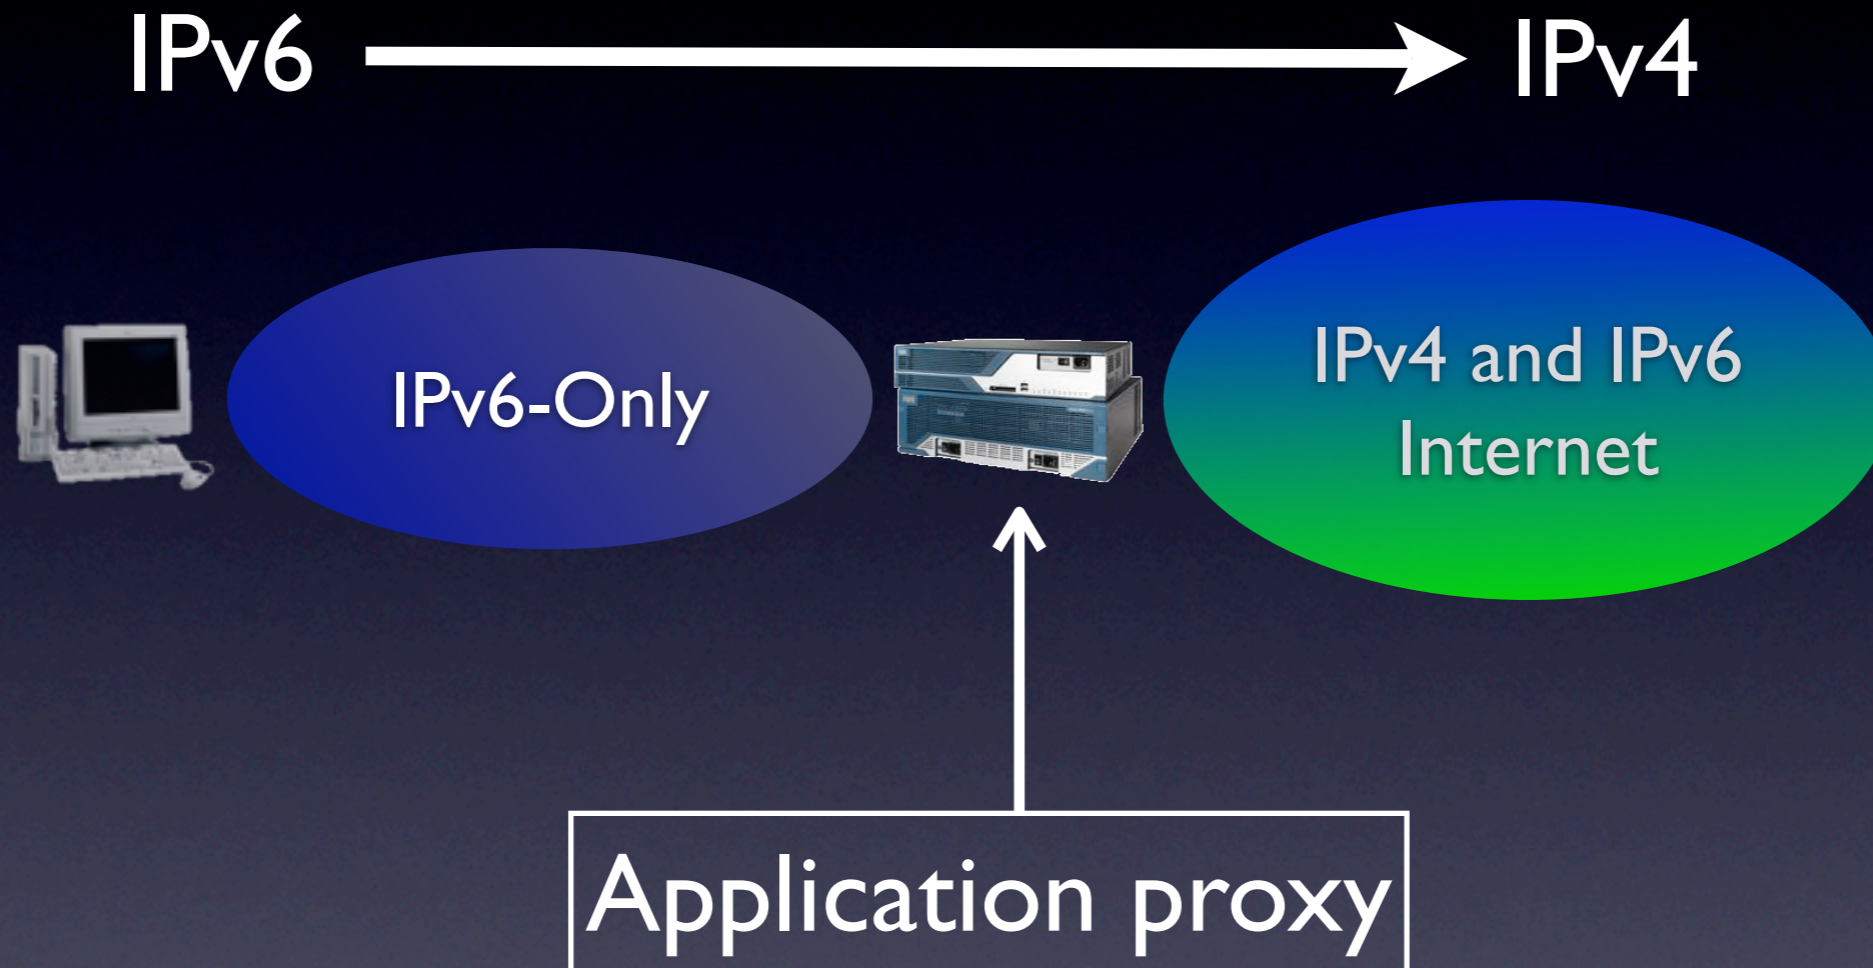 IPv6
IPv4
IPv6-Only
IPv4 and IPv6
Internet
Application proxy